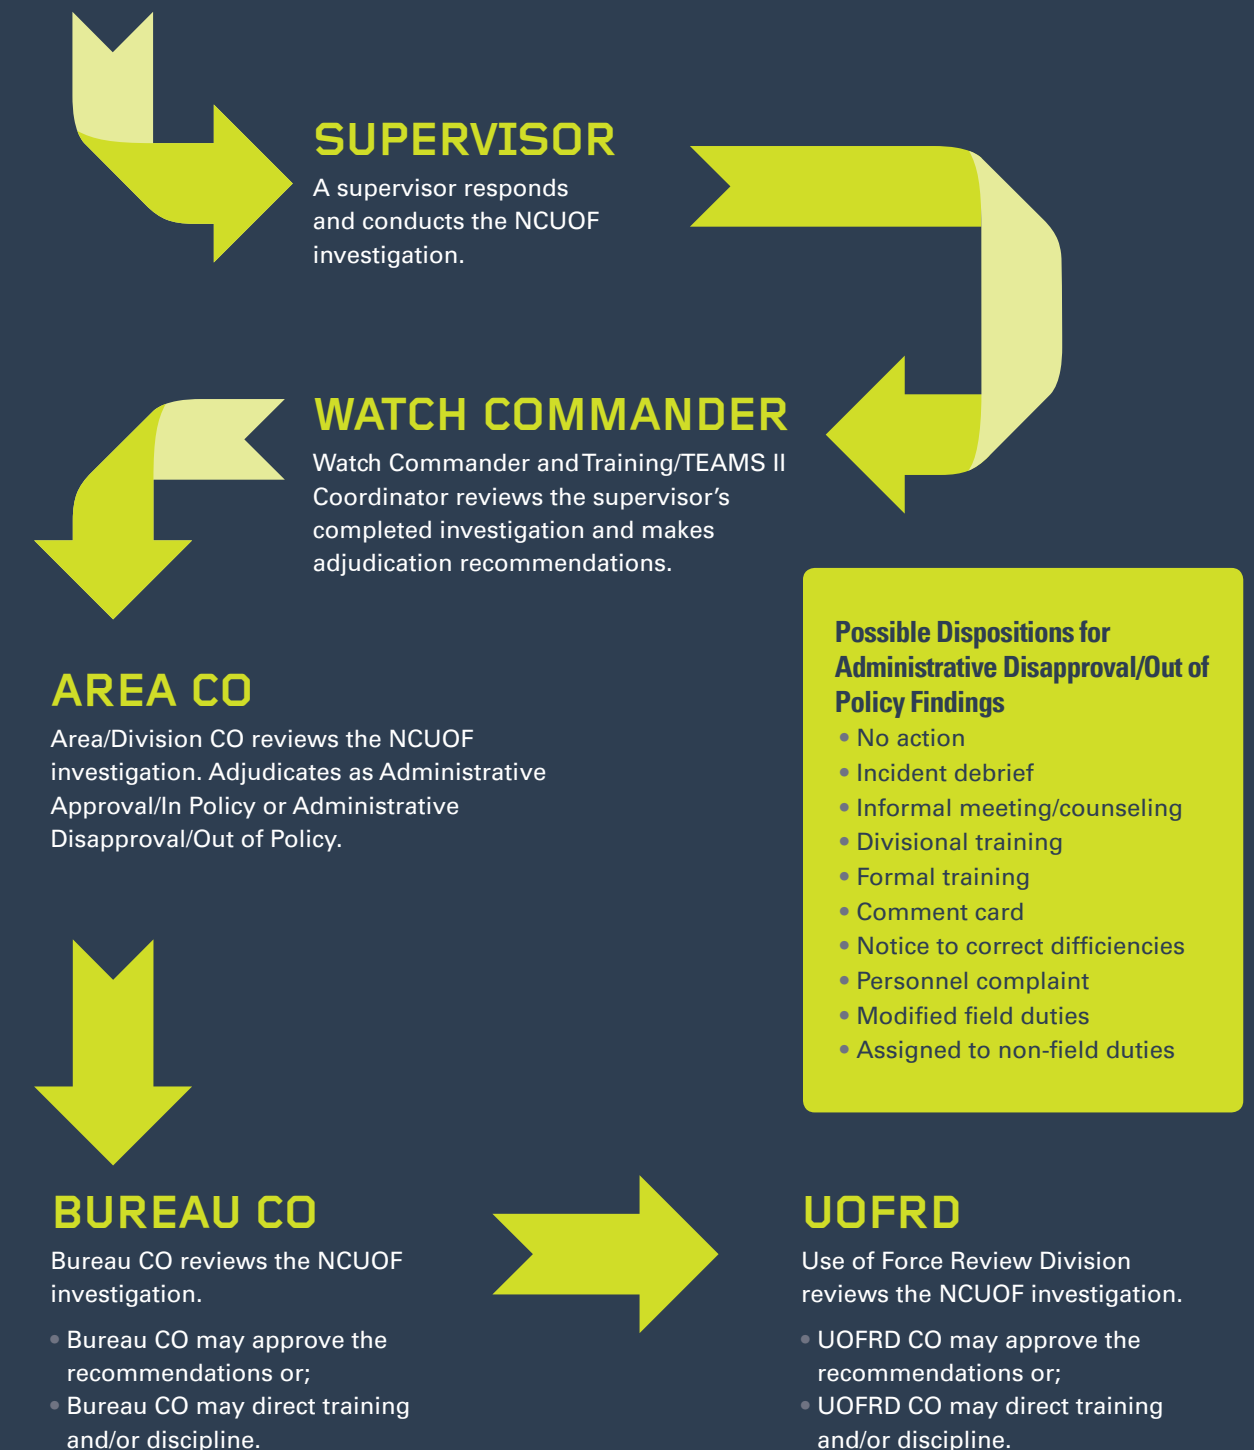 SUPERVISOR
A supervisor responds
and conducts the NCUOF
investigation.
WATCH COMMANDER
Watch Commander and Training/TEAMS II
Coordinator reviews the supervisor’s
completed investigation and makes
adjudication recommendations.
AREA CO
Area/Division CO reviews the NCUOF
investigation. Adjudicates as Administrative
Approval/In Policy or Administrative
Disapproval/Out of Policy.
Possible Dispositions for
Administrative Disapproval/Out of
Policy Findings
• No action
• Incident debrief
• Informal meeting/counseling
• Divisional training
• Formal training
• Comment card
• Notice to correct difficiencies
• Personnel complaint
• Modified field duties
• Assigned to non-field duties
BUREAU CO
Bureau CO reviews the NCUOF
investigation.
• Bureau CO may approve the
recommendations or;
• Bureau CO may direct training
and/or discipline.
UOFRD
Use of Force Review Division
reviews the NCUOF investigation.
• UOFRD CO may approve the
recommendations or;
• UOFRD CO may direct training
and/or discipline.